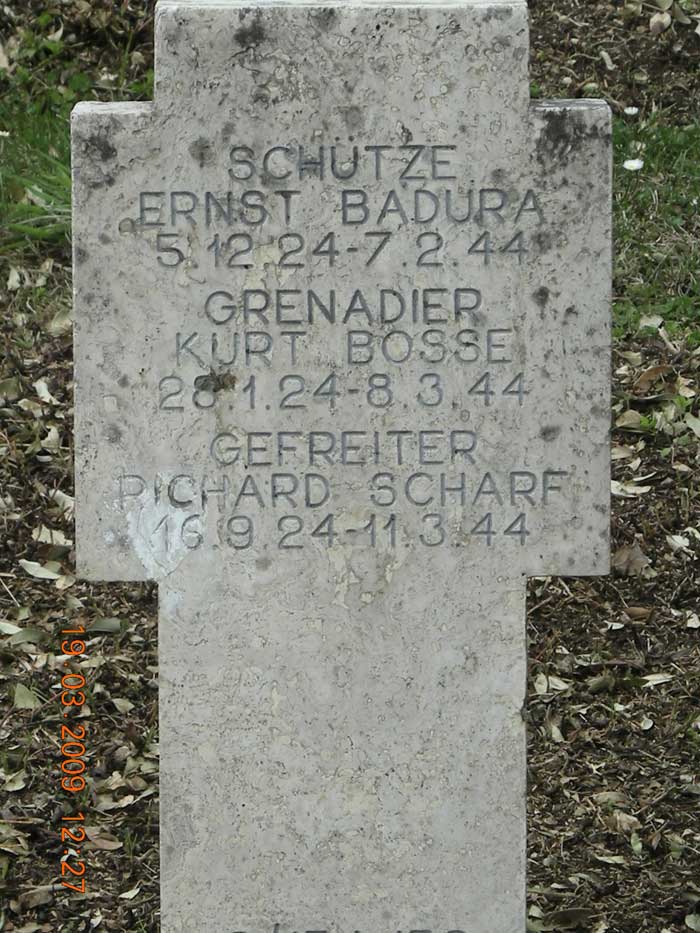 SCHÜTZE
ERNST BADURA
5.12.24-7.2.44
GRENADIER
KURT BOSSE
28.1.24-8.3.44
GEFREITER
RICHARD SCHARF
16.9.24-11.3.44
19.03.2009 12:27